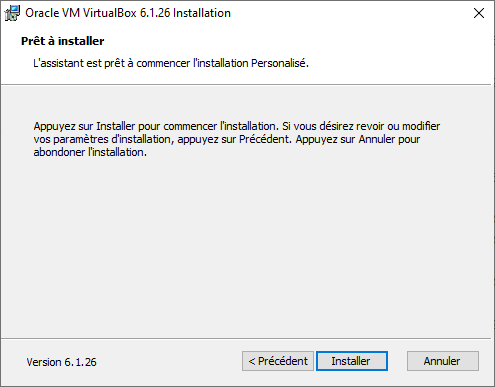 Oracle VM VirtualBox 6.1.26 Installation
Prêt à installer
L'assistant est prêt à commencer l'installation Personalisé.
Appuyez sur Installer pour commencer l'installation. Si vous désirez revoir ou modifier
vos paramètres d'installation, appuyez sur Précédent. Appuyez sur Annuler pour
abondoner l'installation.
Version 6.1.26
< Précédent
Installer
Annuler